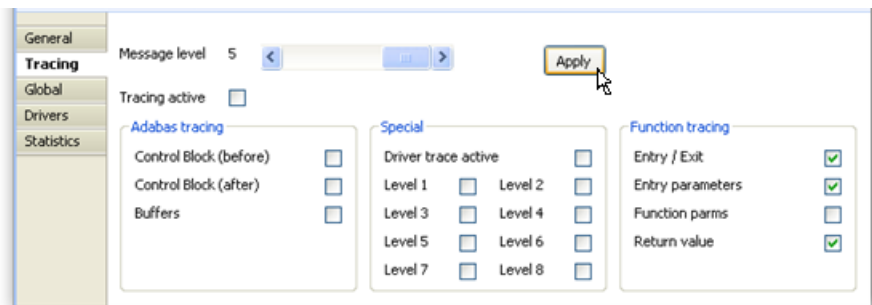 General
Tracing
Global
Drivers
Statistics
Message level 5
Apply
Tracing active
Adabas tracing
Control Block (before)
Control Block (after)
Buffers
Special
Driver trace active
Level 1 Level 2
Level 3 Level 4
Level 5 Level 6
Level 7 Level 8
Function tracing
Entry / Exit
Entry parameters
Function parms
Return value